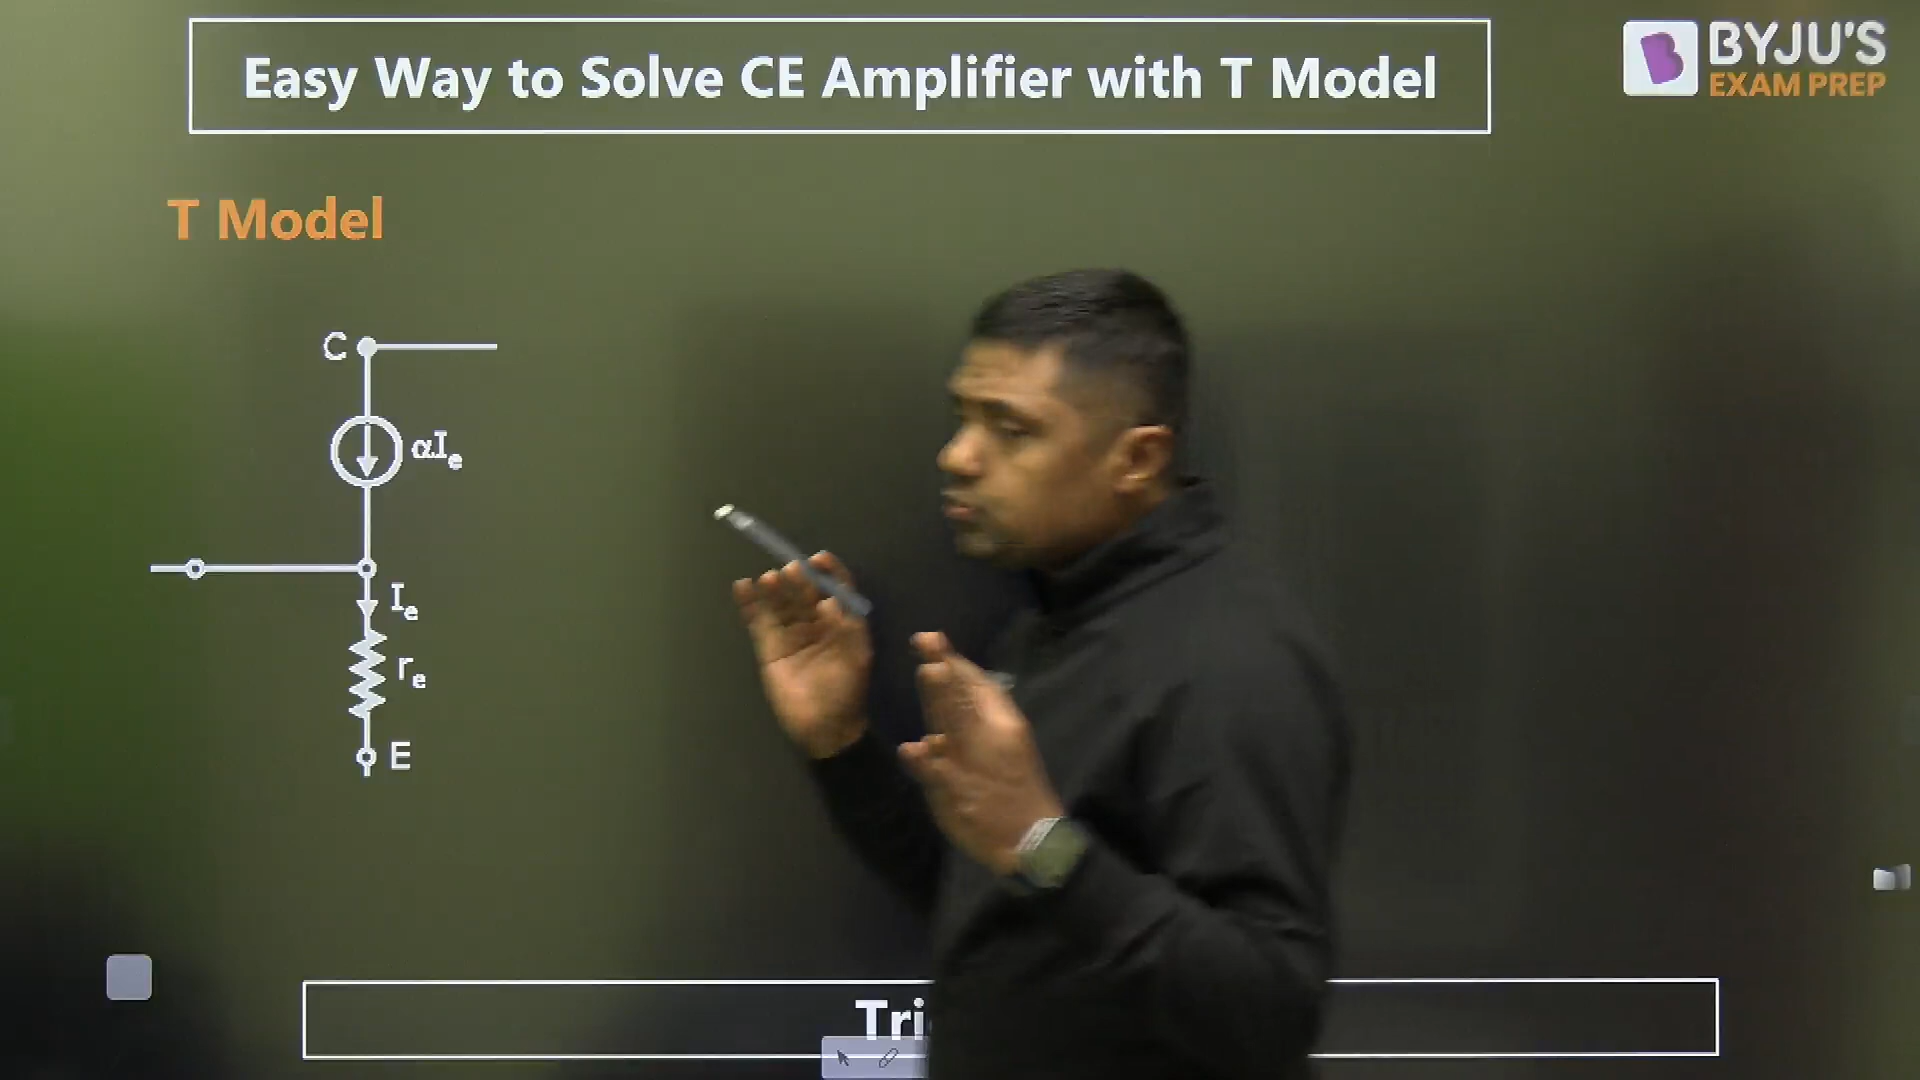 Easy Way to Solve CE Amplifier with T Model
BYJU'S
EXAM PREP
T Model
C
αIe
Ie
re
E